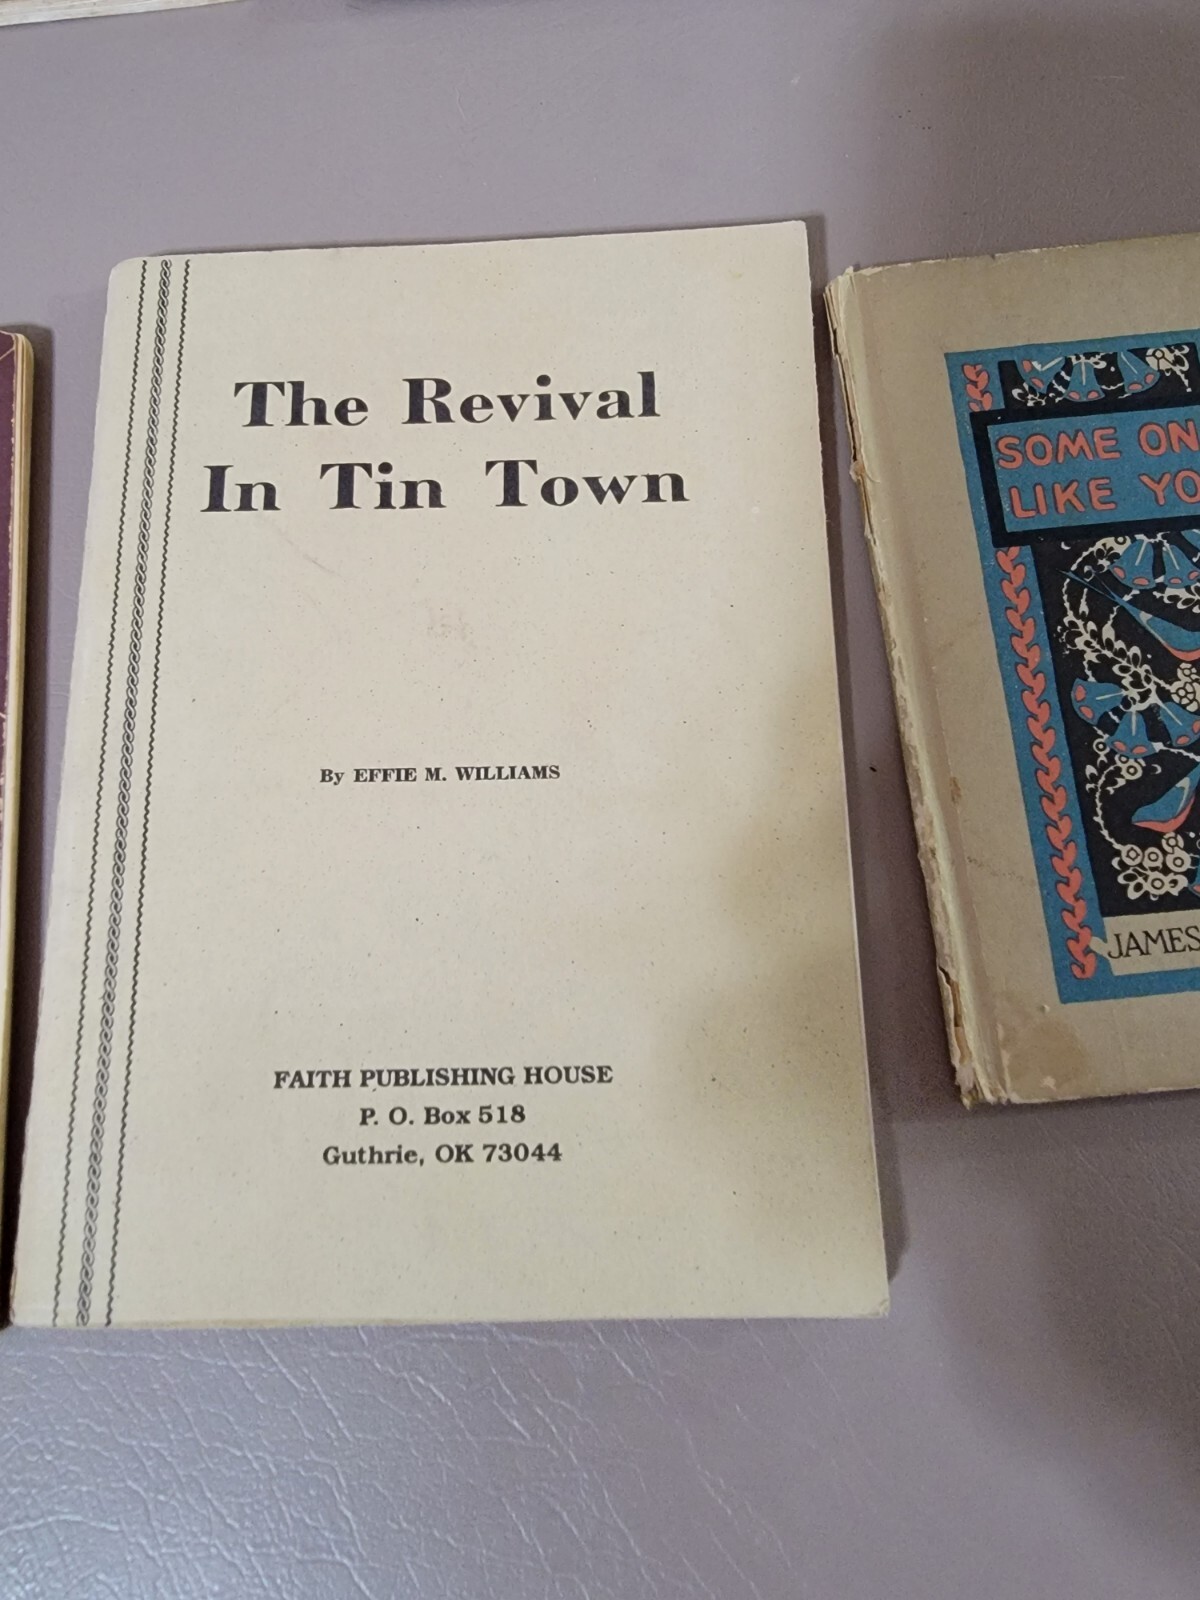 The Revival
In Tin Town
By EFFIE M. WILLIAMS
FAITH PUBLISHING HOUSE
P. O. Box 518
Guthrie, OK 73044
SOME ON
LIKE YO
JAMES